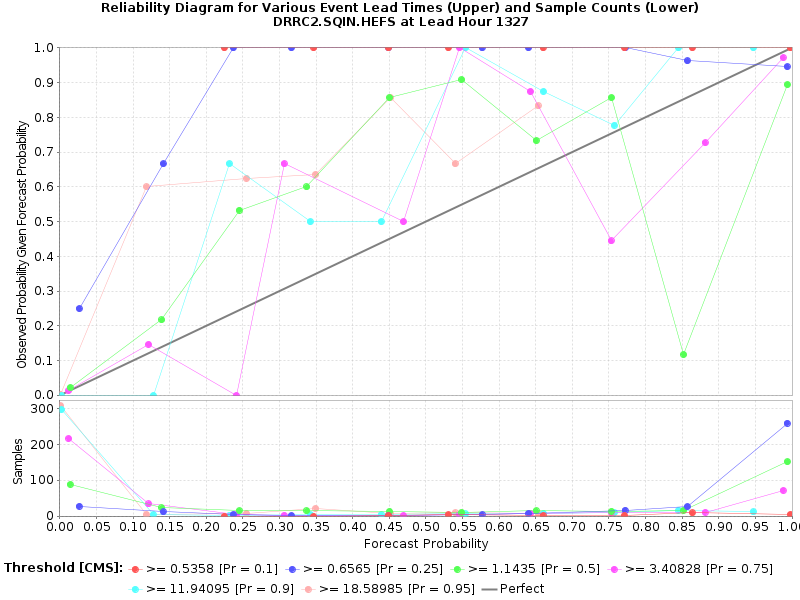 Reliability Diagram for Various Event Lead Times (Upper) and Sample Counts (Lower)
DRRC2.SQIN.HEFS at Lead Hour 1327
Observed Probability Given Forecast Probability
1.0
0.9
0.8
0.7
0.6
0.5
0.4
0.3
0.2
0.1
0.0
Samples
300
200
100
0
0.00 0.05 0.10 0.15 0.20 0.25 0.30 0.35 0.40 0.45 0.50 0.55 0.60 0.65 0.70 0.75 0.80 0.85 0.90 0.95 1.0
Forecast Probability
Threshold [CMS]: >= 0.5358 [Pr = 0.1] >= 0.6565 [Pr = 0.25] >= 1.1435 [Pr = 0.5] >= 3.40828 [Pr = 0.75]
>= 11.94095 [Pr = 0.9] >= 18.58985 [Pr = 0.95] Perfect